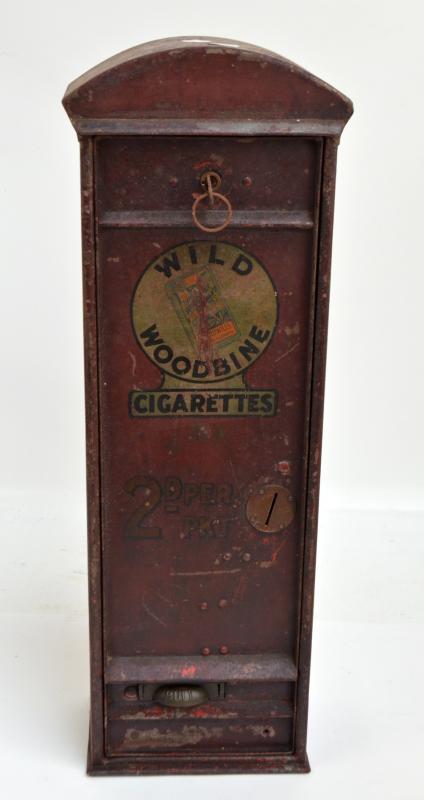 WILD
WOODBINE
CIGARETTES
2D PER
PKT